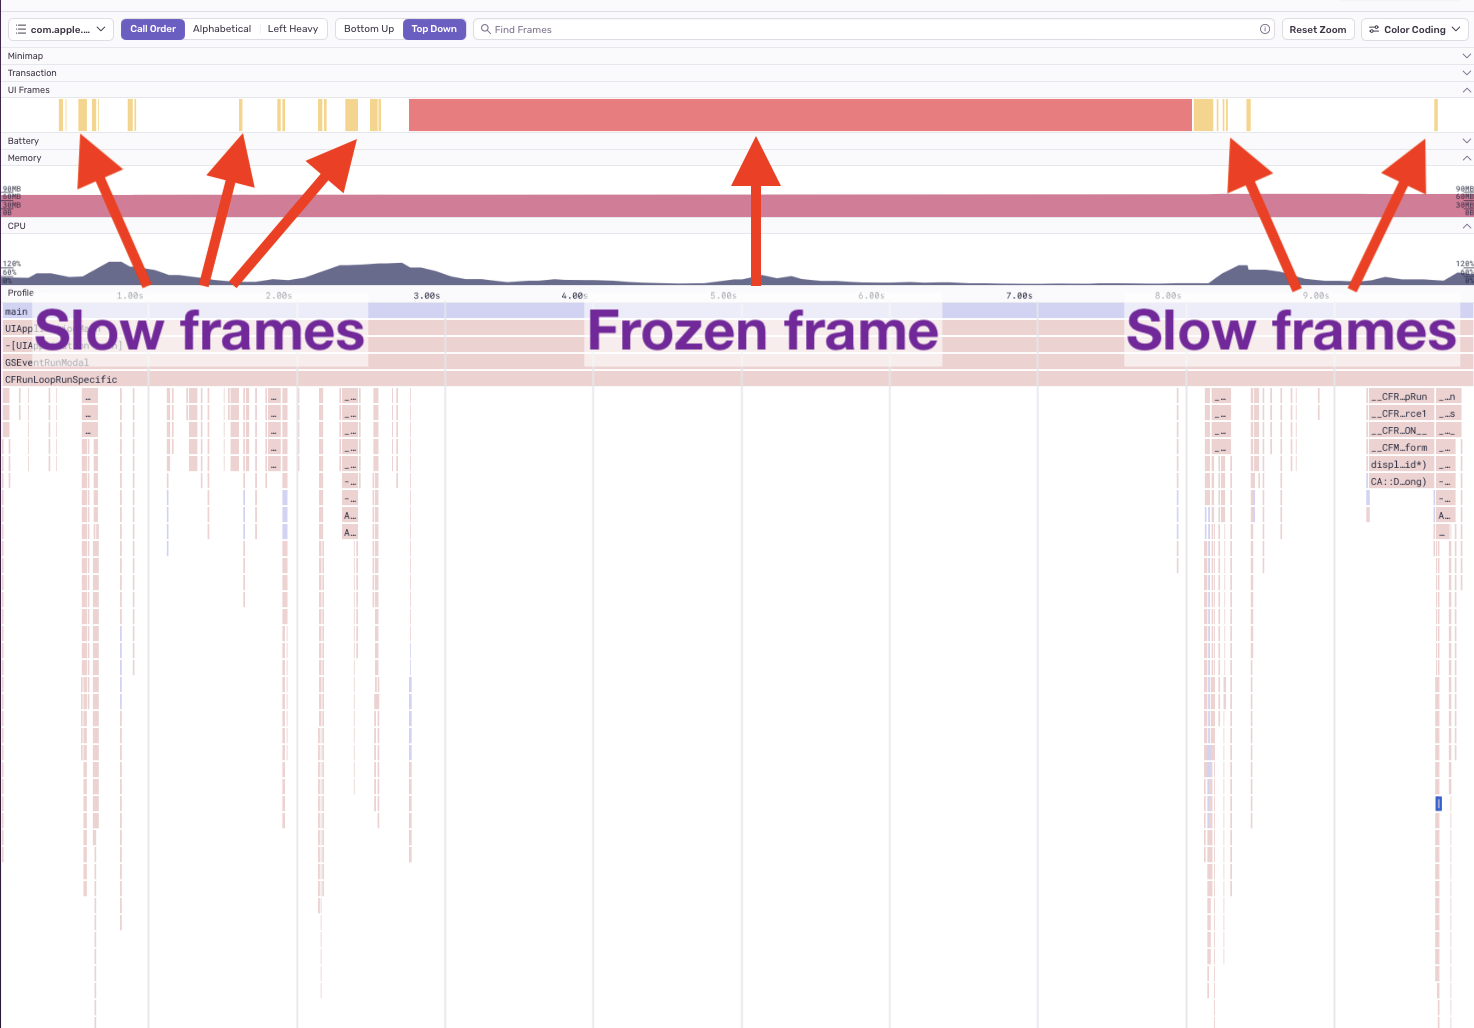 com.apple.... Call Order Alphabetical Left Heavy Bottom Up Top Down Find Frames Reset Zoom Color Coding
Minimap
Transaction
UI Frames
Battery
Memory
90MB 90MB
60MB 60MB
30MB 30MB
0B 0B
CPU
120% 120%
60% 60%
0%
Profile 1.00s 2.00s 3.00s 4.00s 5.00s 6.00s 7.00s 8.00s 9.00s
main
Slow frames Frozen frame Slow frames
GSEventRunModal
CFRunLoopRunSpecific
… … _… _… __CFR…pRun _…n
… … _… _… __CFR…rce1 _…s
… … _… _… __CFR…ON__ _…_
… _… _… __CFM…form _…
… _… displ…id*) _…
-… CA::D…ong) -…
-… -…
A… A…
A… …